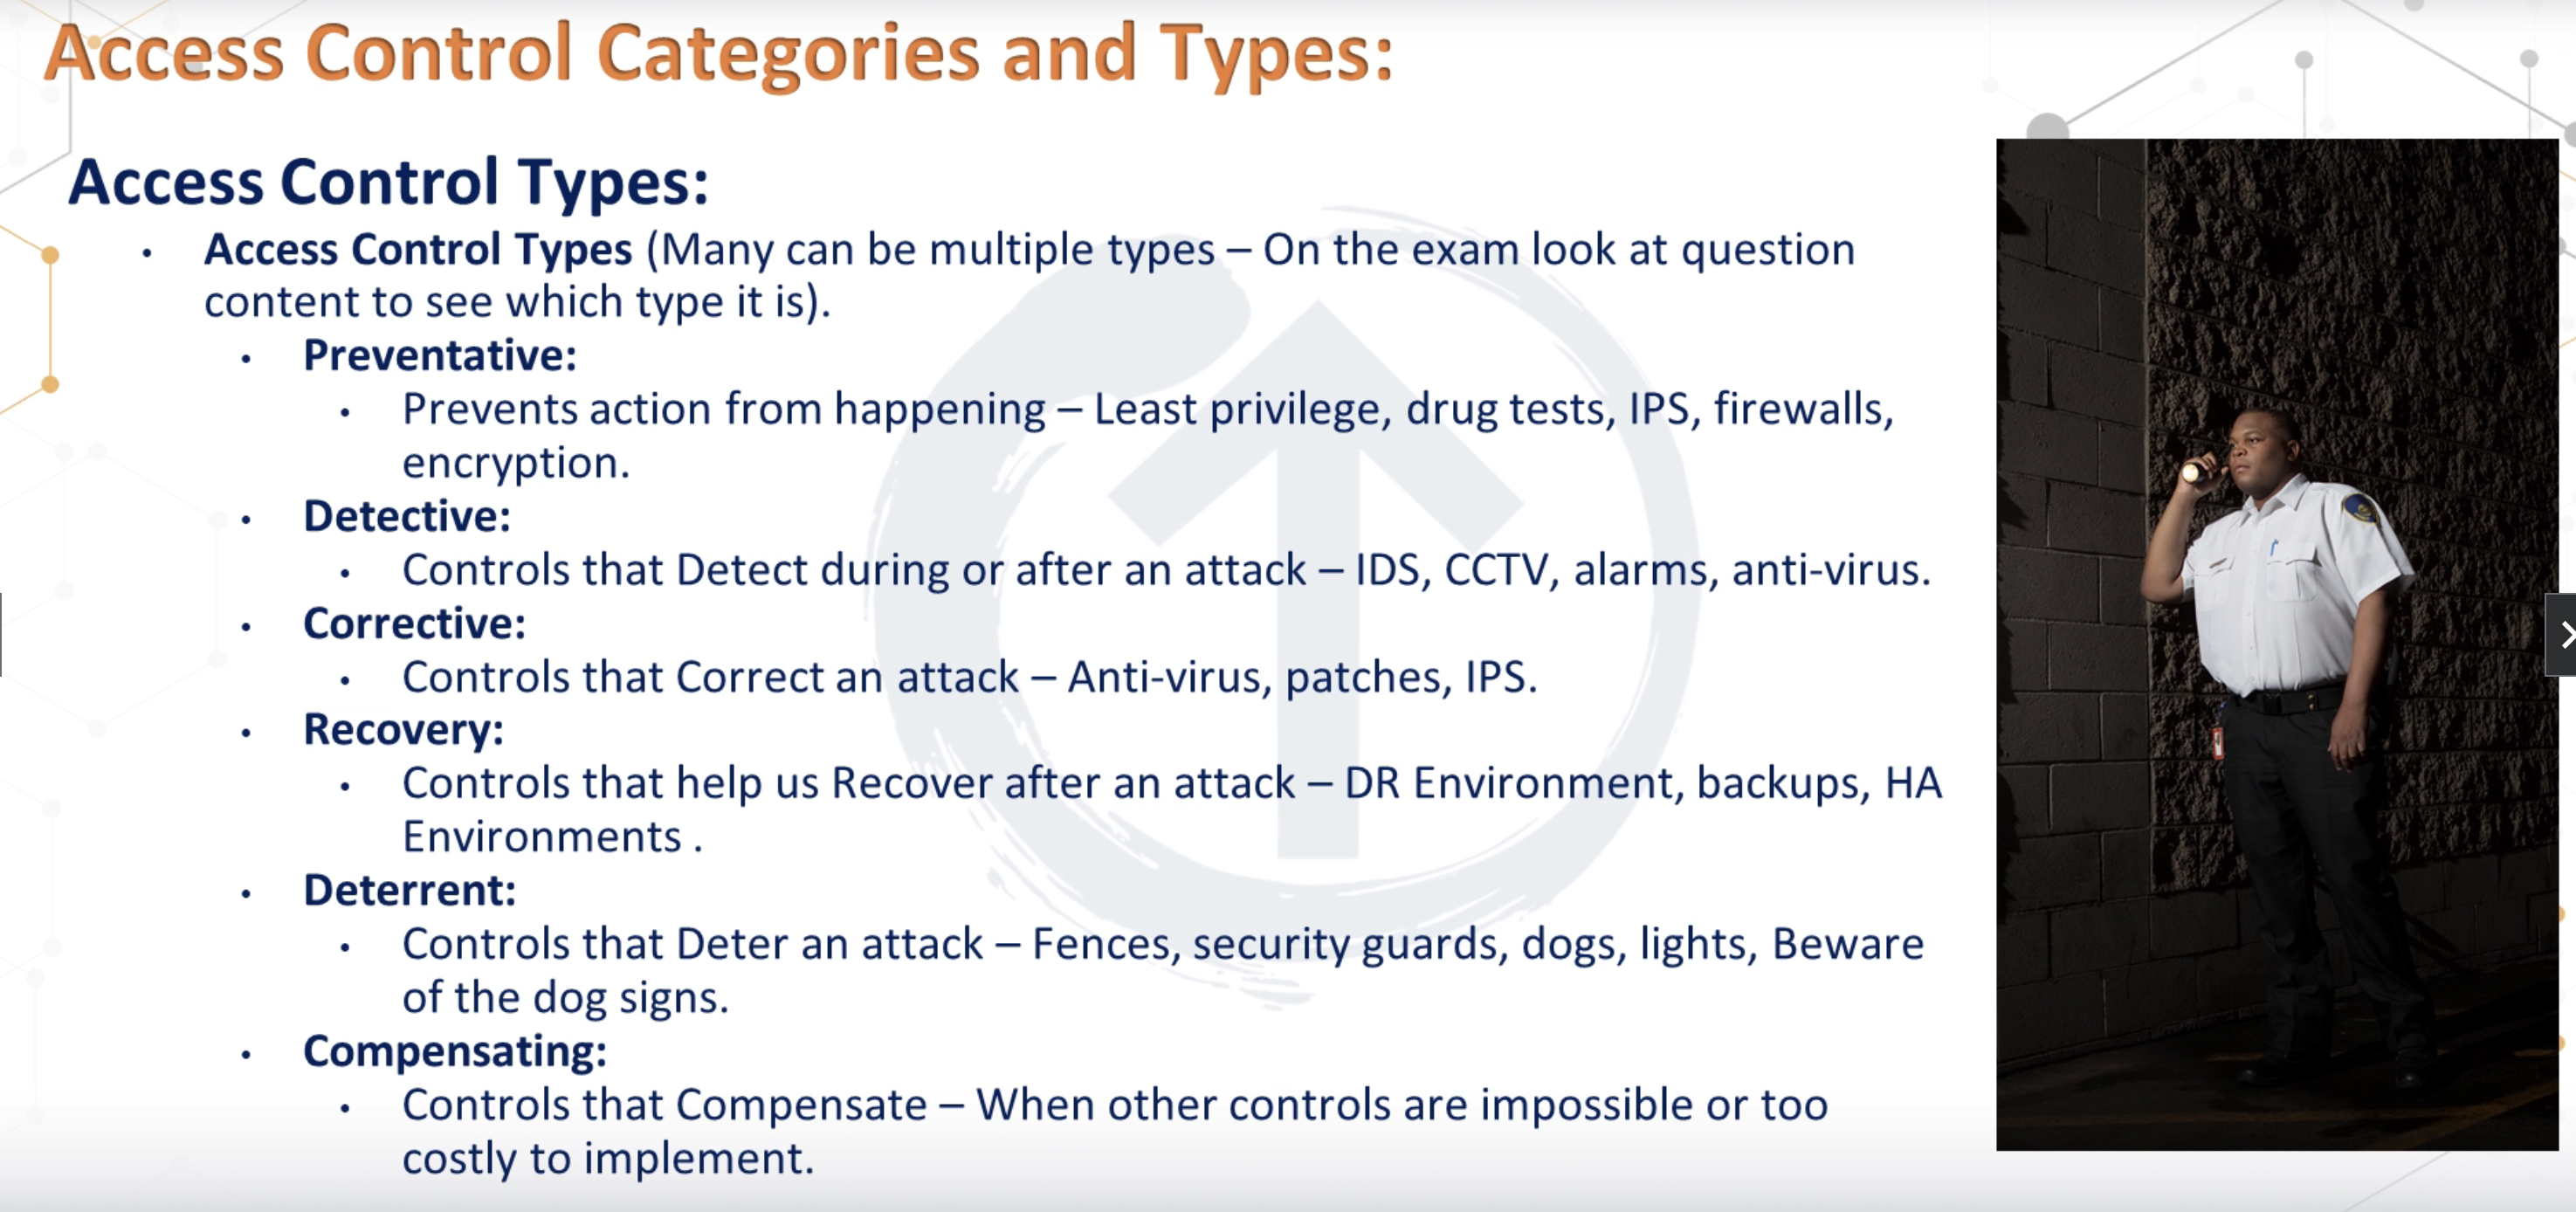 Access Control Categories and Types:
Access Control Types:
• Access Control Types (Many can be multiple types – On the exam look at question
content to see which type it is).
• Preventative:
• Prevents action from happening – Least privilege, drug tests, IPS, firewalls,
encryption.
• Detective:
• Controls that Detect during or after an attack – IDS, CCTV, alarms, anti-virus.
• Corrective:
• Controls that Correct an attack – Anti-virus, patches, IPS.
• Recovery:
• Controls that help us Recover after an attack – DR Environment, backups, HA
Environments .
• Deterrent:
• Controls that Deter an attack – Fences, security guards, dogs, lights, Beware
of the dog signs.
• Compensating:
• Controls that Compensate – When other controls are impossible or too
costly to implement.